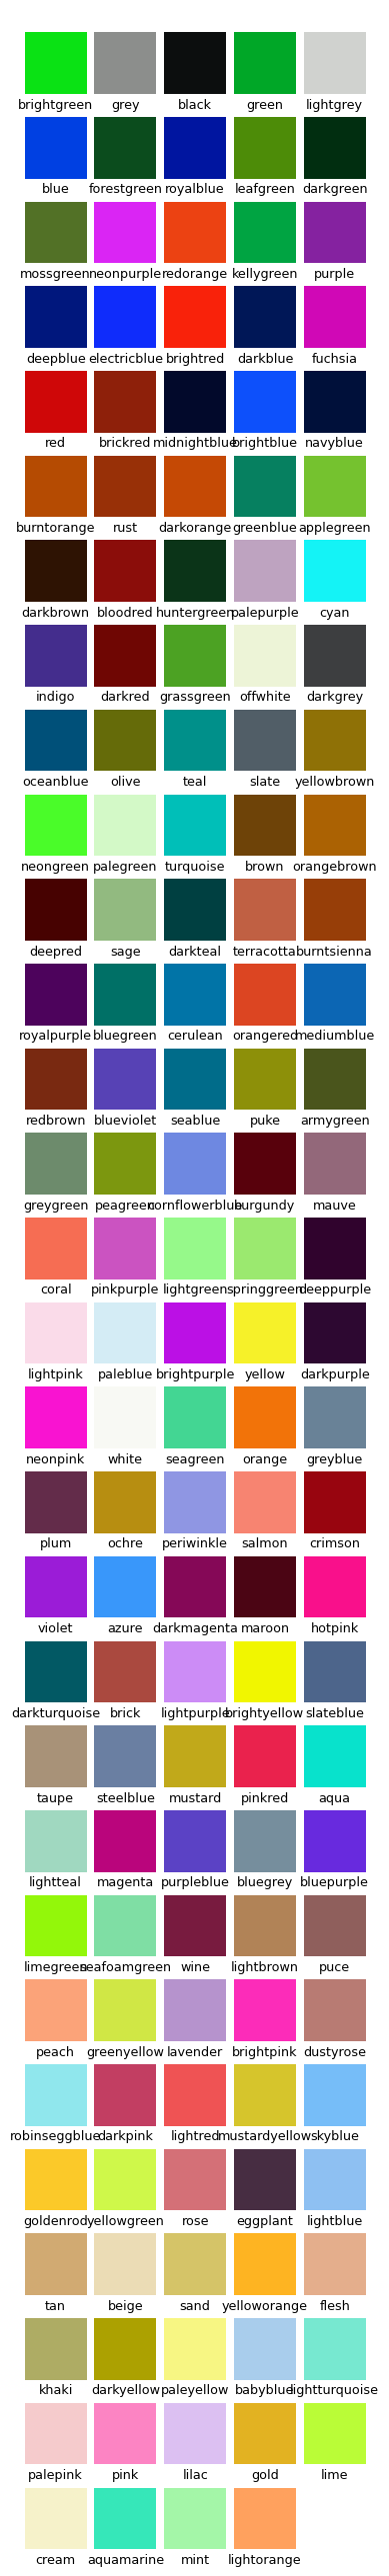 brightgreen grey black green lightgrey
blue forestgreen royalblue leafgreen darkgreen
mossgreen neonpurple redorange kellygreen purple
deepblue electricblue brightred darkblue fuchsia
red brickred midnightblue brightblue navyblue
burntorange rust darkorange greenblue applegreen
darkbrown bloodred huntergreen palepurple cyan
indigo darkred grassgreen offwhite darkgrey
oceanblue olive teal slate yellowbrown
neongreen palegreen turquoise brown orangebrown
deepred sage darkteal terracotta burntsienna
royalpurple bluegreen cerulean orangered mediumblue
redbrown blueviolet seablue puke armygreen
greygreen peagreen cornflowerblue burgundy mauve
coral pinkpurple lightgreen springgreen deeppurple
lightpink paleblue brightpurple yellow darkpurple
neonpink white seagreen orange greyblue
plum ochre periwinkle salmon crimson
violet azure darkmagenta maroon hotpink
darkturquoise brick lightpurple brightyellow slateblue
taupe steelblue mustard pinkred aqua
lightteal magenta purpleblue bluegrey bluepurple
limegreen seafoamgreen wine lightbrown puce
peach greenyellow lavender brightpink dustyrose
robinseggblue darkpink lightred mustardyellow skyblue
goldenrod yellowgreen rose eggplant lightblue
tan beige sand yelloworange flesh
khaki darkyellow paleyellow babyblue lightturquoise
palepink pink lilac gold lime
cream aquamarine mint lightorange